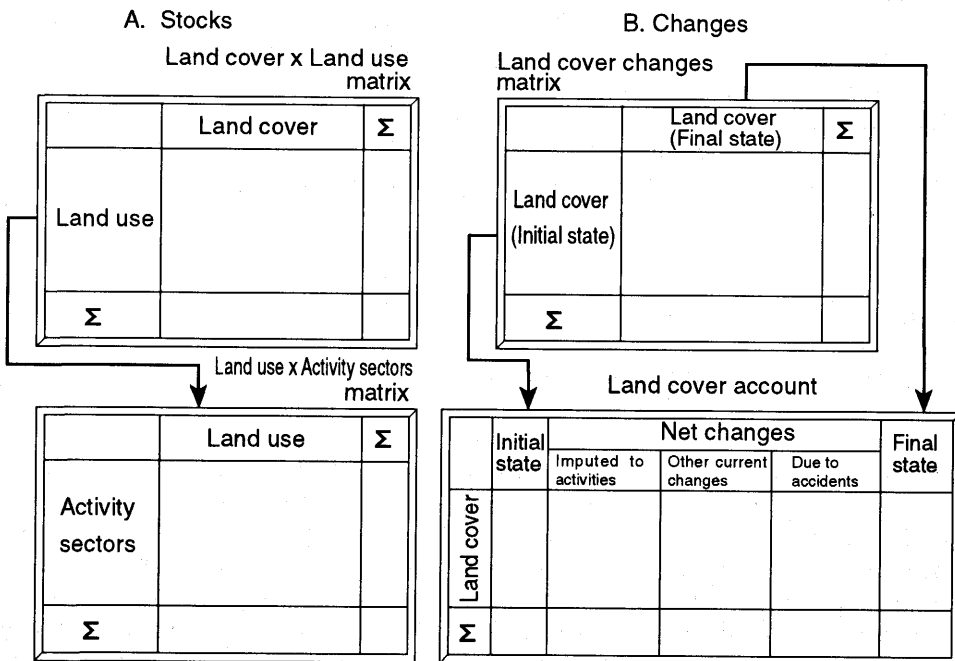 A. Stocks
Land cover x Land use
matrix
Land cover
Σ
Land use
Σ
Land use x Activity sectors
matrix
Land use
Σ
Activity
sectors
Σ
B. Changes
Land cover changes
matrix
Land cover
(Final state)
Σ
Land cover
(Initial state)
Σ
Land cover account
Initial
state
Net changes
Final
state
Imputed to
activities
Other current
changes
Due to
accidents
Land cover
Σ